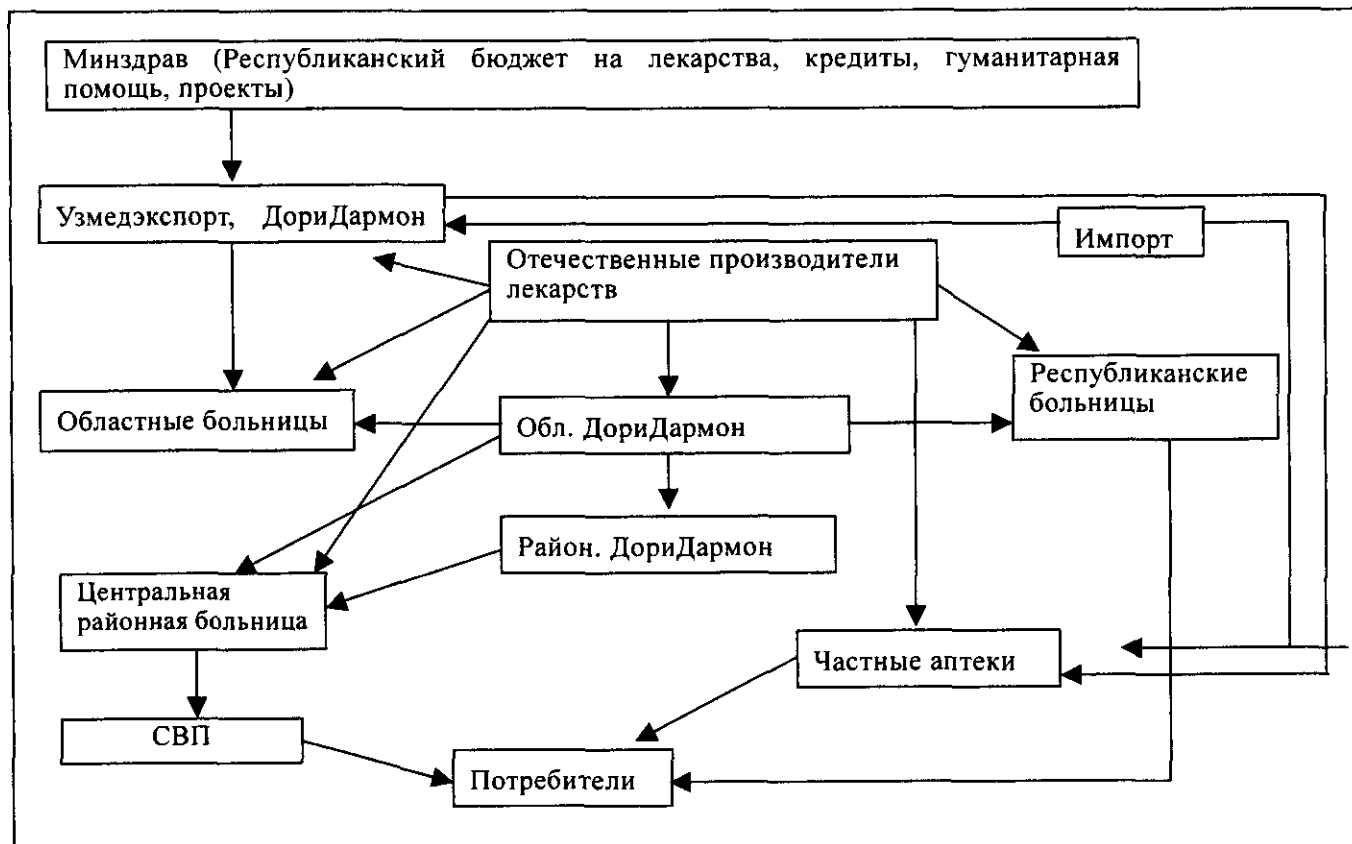 Минздрав (Республиканский бюджет на лекарства, кредиты, гуманитарная
помощь, проекты)
Узмедэкспорт, ДориДармон
Импорт
Отечественные производители
лекарств
Республиканские
больницы
Областные больницы
Обл. ДориДармон
Район. ДориДармон
Центральная
районная больница
Частные аптеки
СВП
Потребители